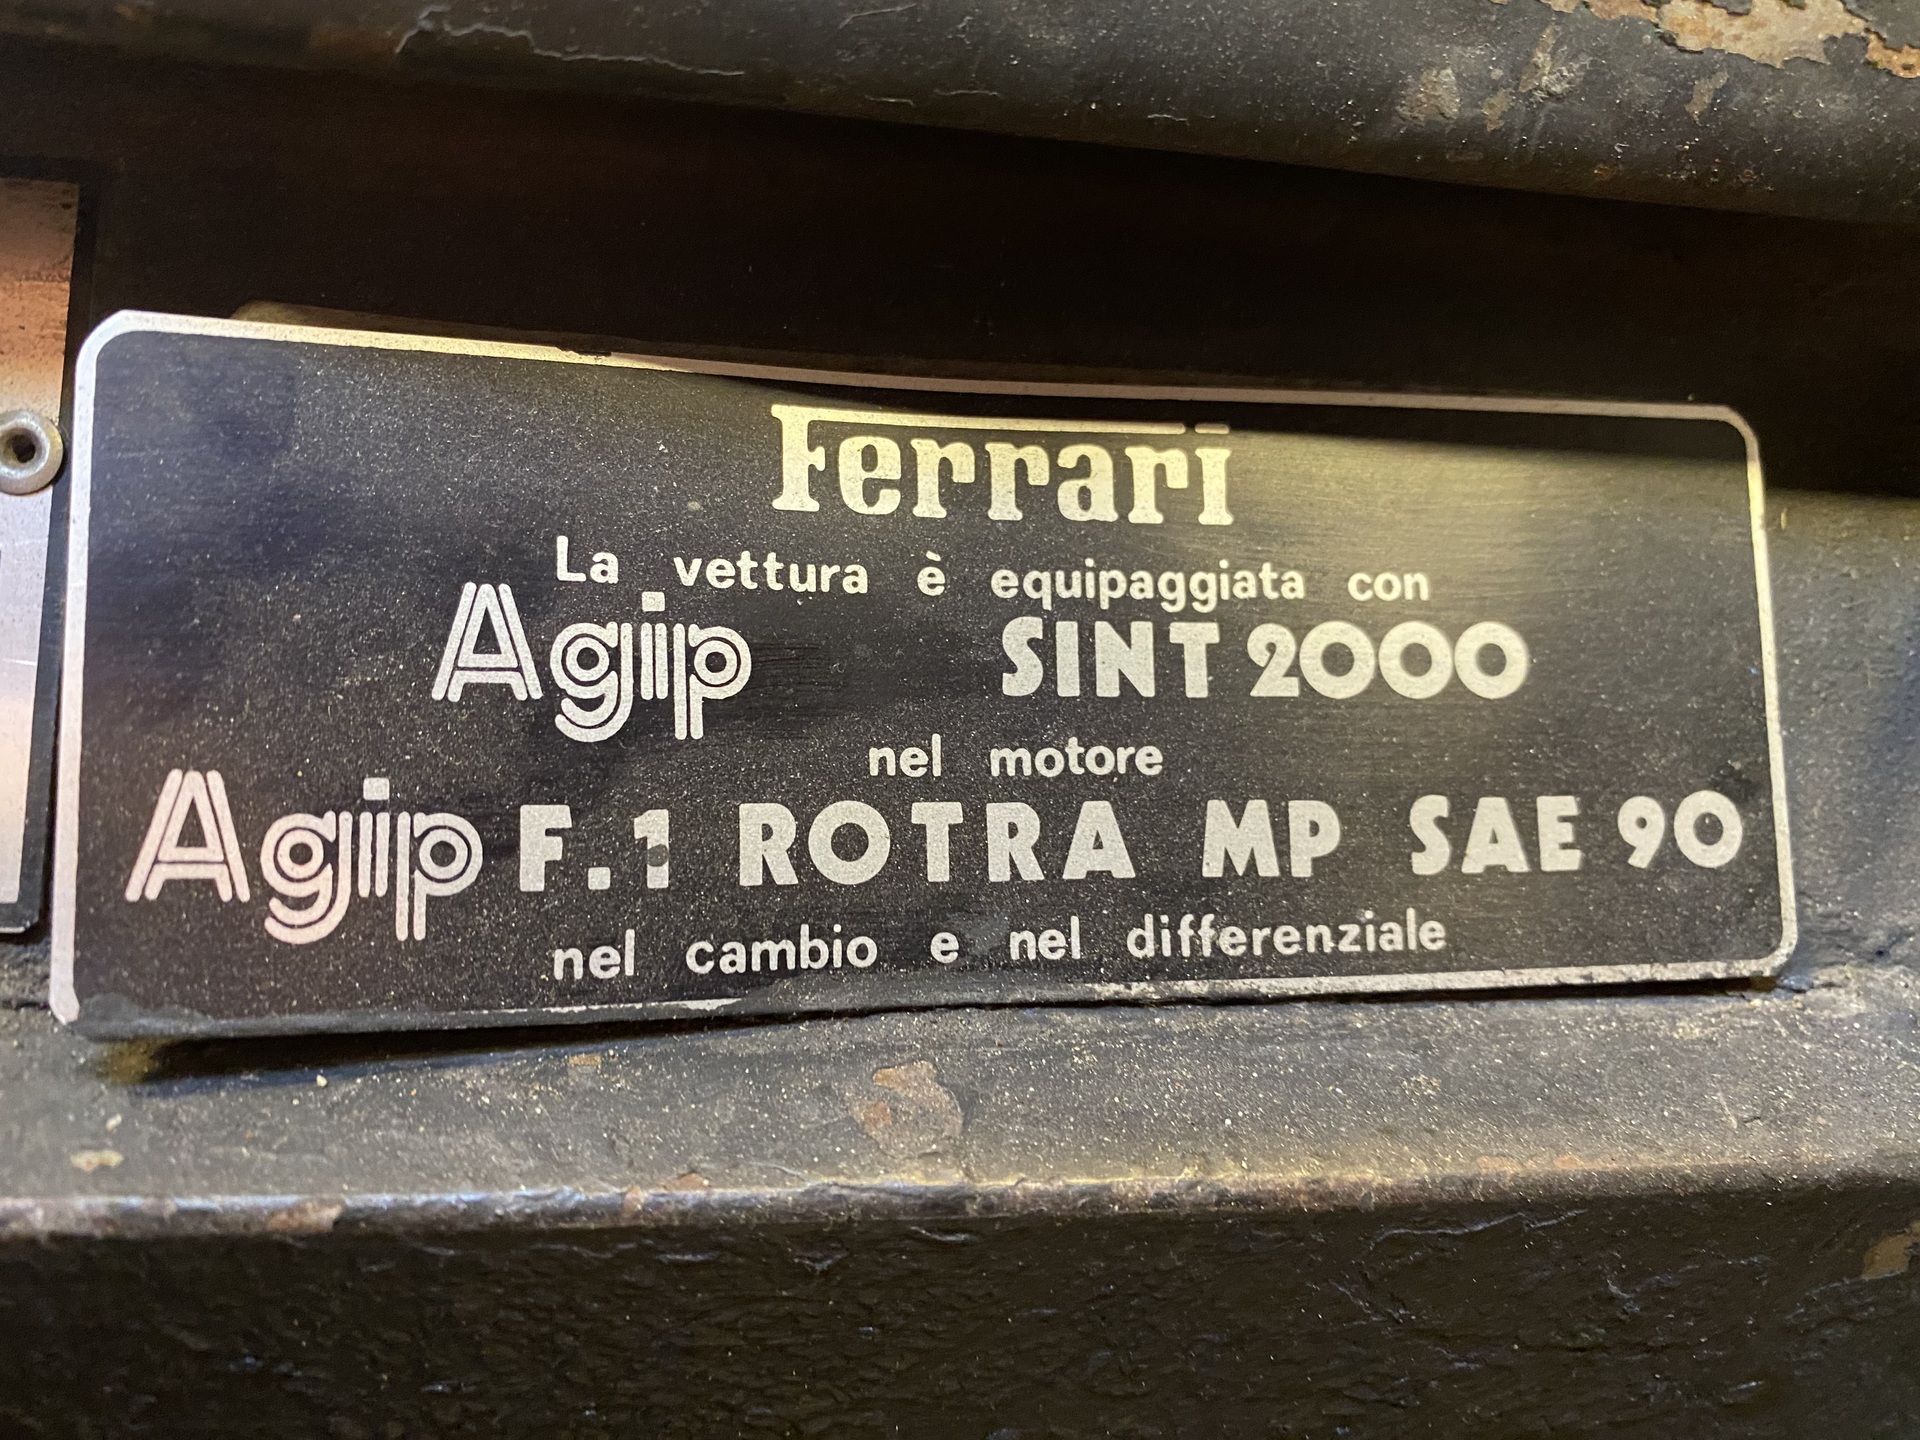 Ferrari
La vettura è equipaggiata con
Agip SINT 2000
nel motore
Agip F.1 ROTRA MP SAE 90
nel cambio e nel differenziale